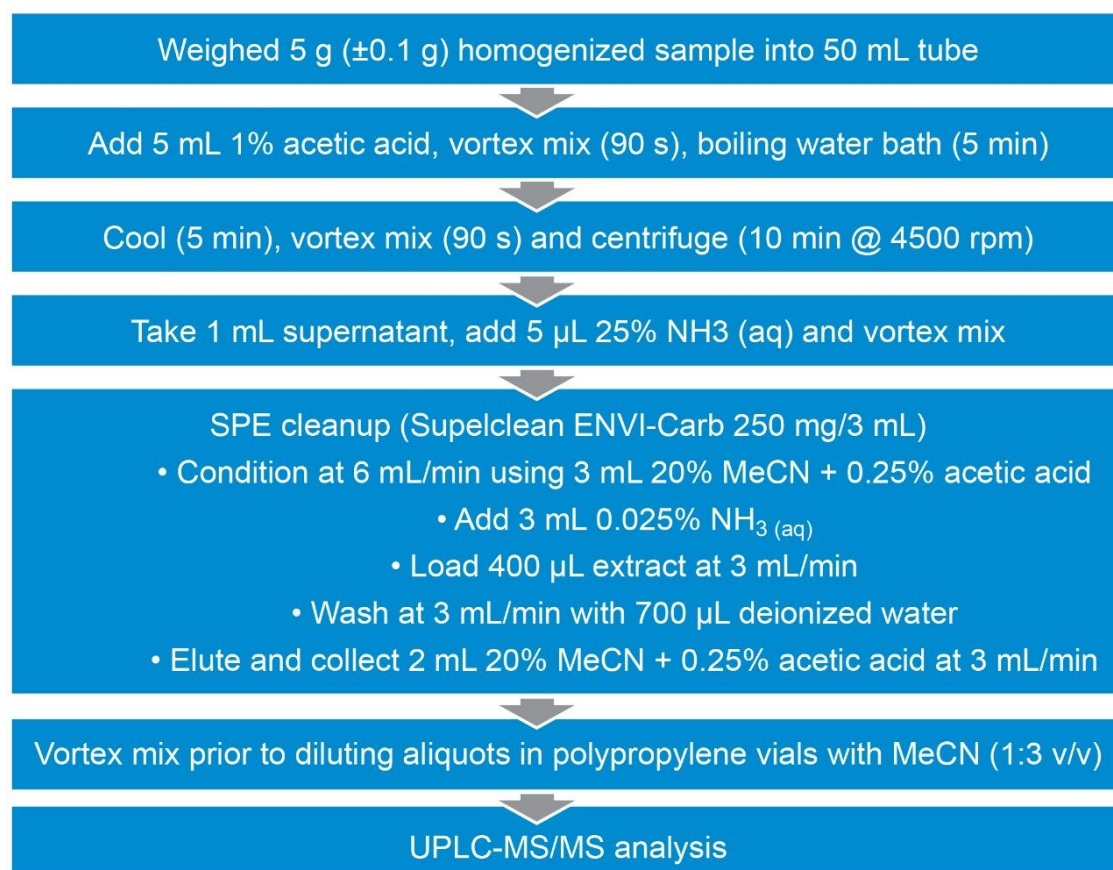 Weighed 5 g (±0.1 g) homogenized sample into 50 mL tube
Add 5 mL 1% acetic acid, vortex mix (90 s), boiling water bath (5 min)
Cool (5 min), vortex mix (90 s) and centrifuge (10 min @ 4500 rpm)
Take 1 mL supernatant, add 5 µL 25% NH3 (aq) and vortex mix
SPE cleanup (Supelclean ENVI-Carb 250 mg/3 mL)
• Condition at 6 mL/min using 3 mL 20% MeCN + 0.25% acetic acid
• Add 3 mL 0.025% NH₃ (aq)
• Load 400 µL extract at 3 mL/min
• Wash at 3 mL/min with 700 µL deionized water
• Elute and collect 2 mL 20% MeCN + 0.25% acetic acid at 3 mL/min
Vortex mix prior to diluting aliquots in polypropylene vials with MeCN (1:3 v/v)
UPLC-MS/MS analysis